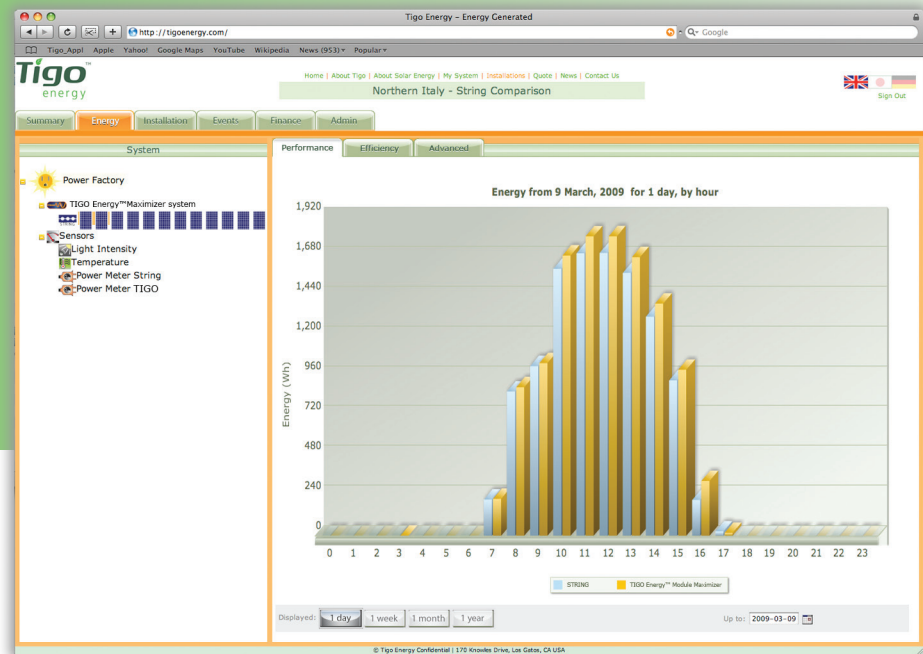 Tigo Energy - Energy Generated
http://tigoenergy.com/
Google
Tigo_Appl Apple Yahoo! Google Maps YouTube Wikipedia News (953) Popular
Tigo™
energy
Home | About Tigo | About Solar Energy | My System | Installations | Quote | News | Contact Us
Northern Italy - String Comparison
Sign Out
Summary Energy Installation Events Finance Admin
System
Power Factory
TIGO Energy™Maximizer system
STRING
Sensors
Light Intensity
Temperature
Power Meter String
Power Meter TIGO
Performance Efficiency Advanced
Energy from 9 March, 2009 for 1 day, by hour
Energy (Wh)
1,920
1,680
1,440
1,200
960
720
480
240
0
0 1 2 3 4 5 6 7 8 9 10 11 12 13 14 15 16 17 18 19 20 21 22 23
STRING TIGO Energy™ Module Maximizer
Displayed: 1 day 1 week 1 month 1 year
Up to: 2009-03-09
© Tigo Energy Confidential | 170 Knowles Drive, Los Gatos, CA USA